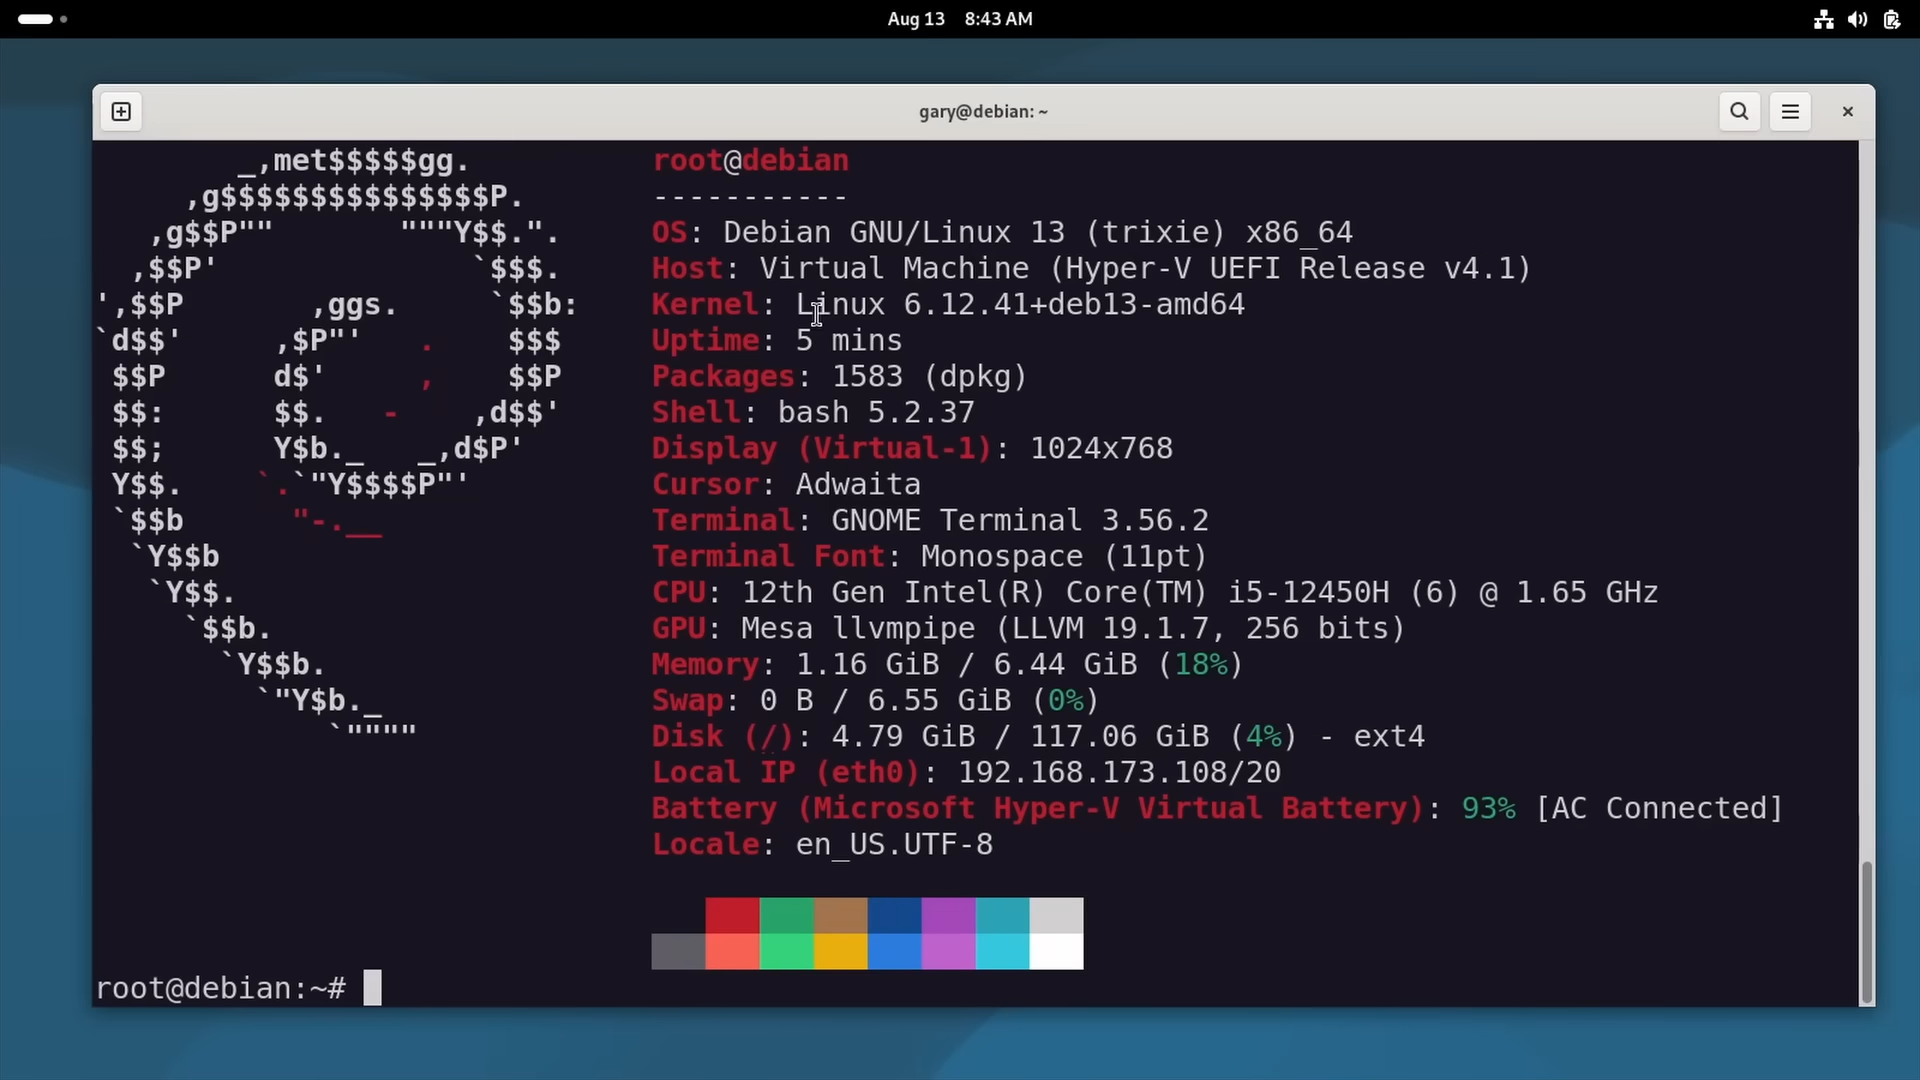 Aug 13 8:43 AM
gary@debian: ~
_,met$$$$$gg.
,g$$$$$$$$$$$$$$$P.
,g$$P"" """Y$$.".
,$$P' `$$$.
',$$P ,ggs. `$$b:
`d$$' ,$P"' . $$$
$$P d$' , $$P
$$: $$. - ,d$$'
$$; Y$b._ _,d$P'
Y$$. `.`"Y$$$$P"'
`$$b "-.__
`Y$$b
`Y$$.
`$$b.
`Y$$b.
`"Y$b._
`""""
root@debian
-----------
OS: Debian GNU/Linux 13 (trixie) x86_64
Host: Virtual Machine (Hyper-V UEFI Release v4.1)
Kernel: Linux 6.12.41+deb13-amd64
Uptime: 5 mins
Packages: 1583 (dpkg)
Shell: bash 5.2.37
Display (Virtual-1): 1024x768
Cursor: Adwaita
Terminal: GNOME Terminal 3.56.2
Terminal Font: Monospace (11pt)
CPU: 12th Gen Intel(R) Core(TM) i5-12450H (6) @ 1.65 GHz
GPU: Mesa llvmpipe (LLVM 19.1.7, 256 bits)
Memory: 1.16 GiB / 6.44 GiB (18%)
Swap: 0 B / 6.55 GiB (0%)
Disk (/): 4.79 GiB / 117.06 GiB (4%) - ext4
Local IP (eth0): 192.168.173.108/20
Battery (Microsoft Hyper-V Virtual Battery): 93% [AC Connected]
Locale: en_US.UTF-8
root@debian:~#